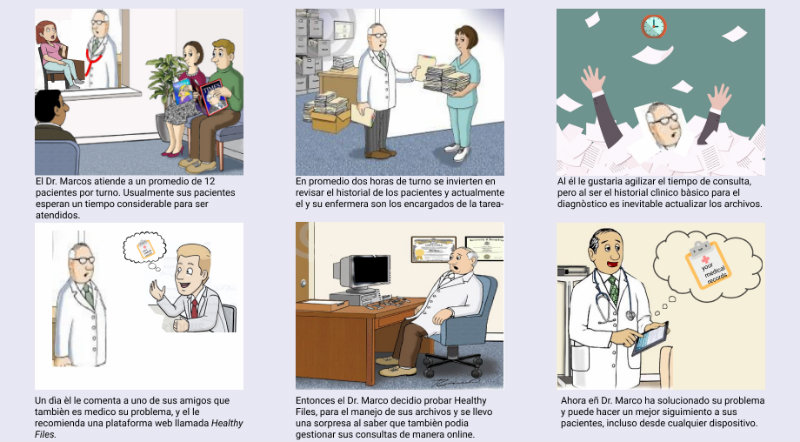 El Dr. Marcos atiende a un promedio de 12
pacientes por turno. Usualmente sus pacientes
esperan un tiempo considerable para ser
atendidos.
En promedio dos horas de turno se invierten en
revisar el historial de los pacientes y actualmente
el y su enfermera son los encargados de la tarea-
Al él le gustaria agilizar el tiempo de consulta,
pero al ser el historial clìnico bàsico para el
diagnòstico es inevitable actualizar los archivos.
your
medical
records
Un dìa èl le comenta a uno de sus amigos que
tambièn es medico su problema, y el le
recomienda una plataforma web llamada Healthy
Files.
Entonces el Dr. Marco decidio probar Healthy
Files, para el manejo de sus archivos y se llevo
una sorpresa al saber que tambièn podia
gestionar sus consultas de manera online.
Ahora eñ Dr. Marco ha solucionado su problema
y puede hacer un mejor siguimiento a sus
pacientes, incluso desde cualquier dispositivo.